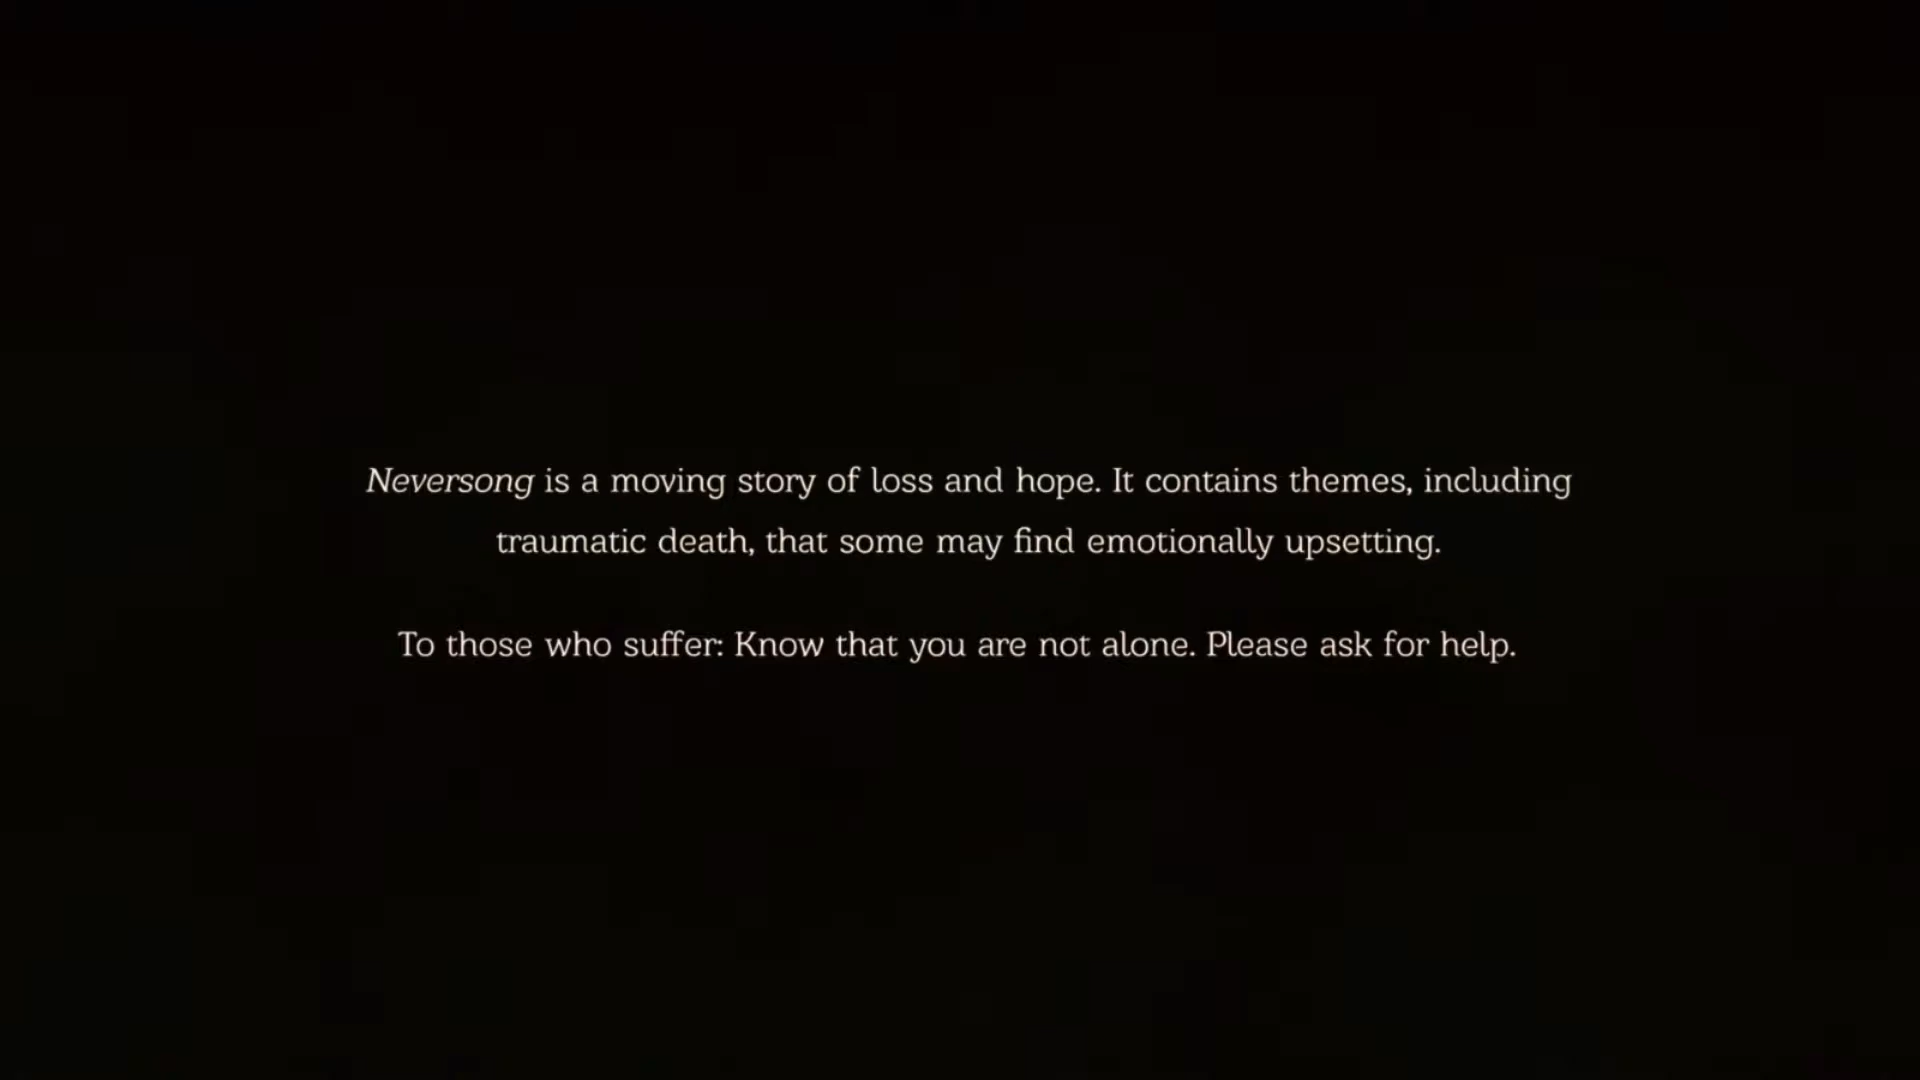 Neversong is a moving story of loss and hope. It contains themes, including
traumatic death, that some may find emotionally upsetting.
To those who suffer: Know that you are not alone. Please ask for help.